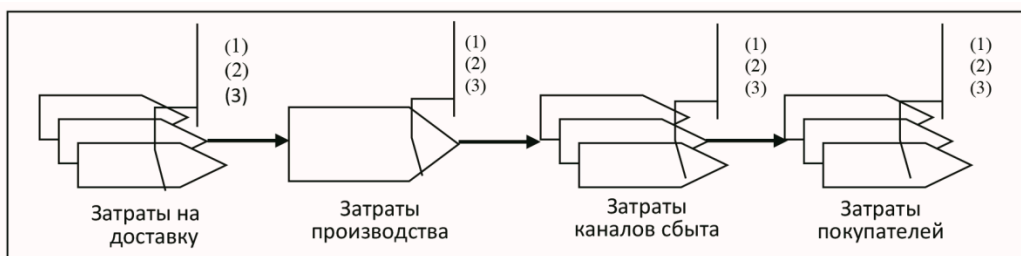 (1)
(2)
(3)
(1)
(2)
(3)
(1)
(2)
(3)
(1)
(2)
(3)
Затраты на
доставку
Затраты
производства
Затраты
каналов сбыта
Затраты
покупателей